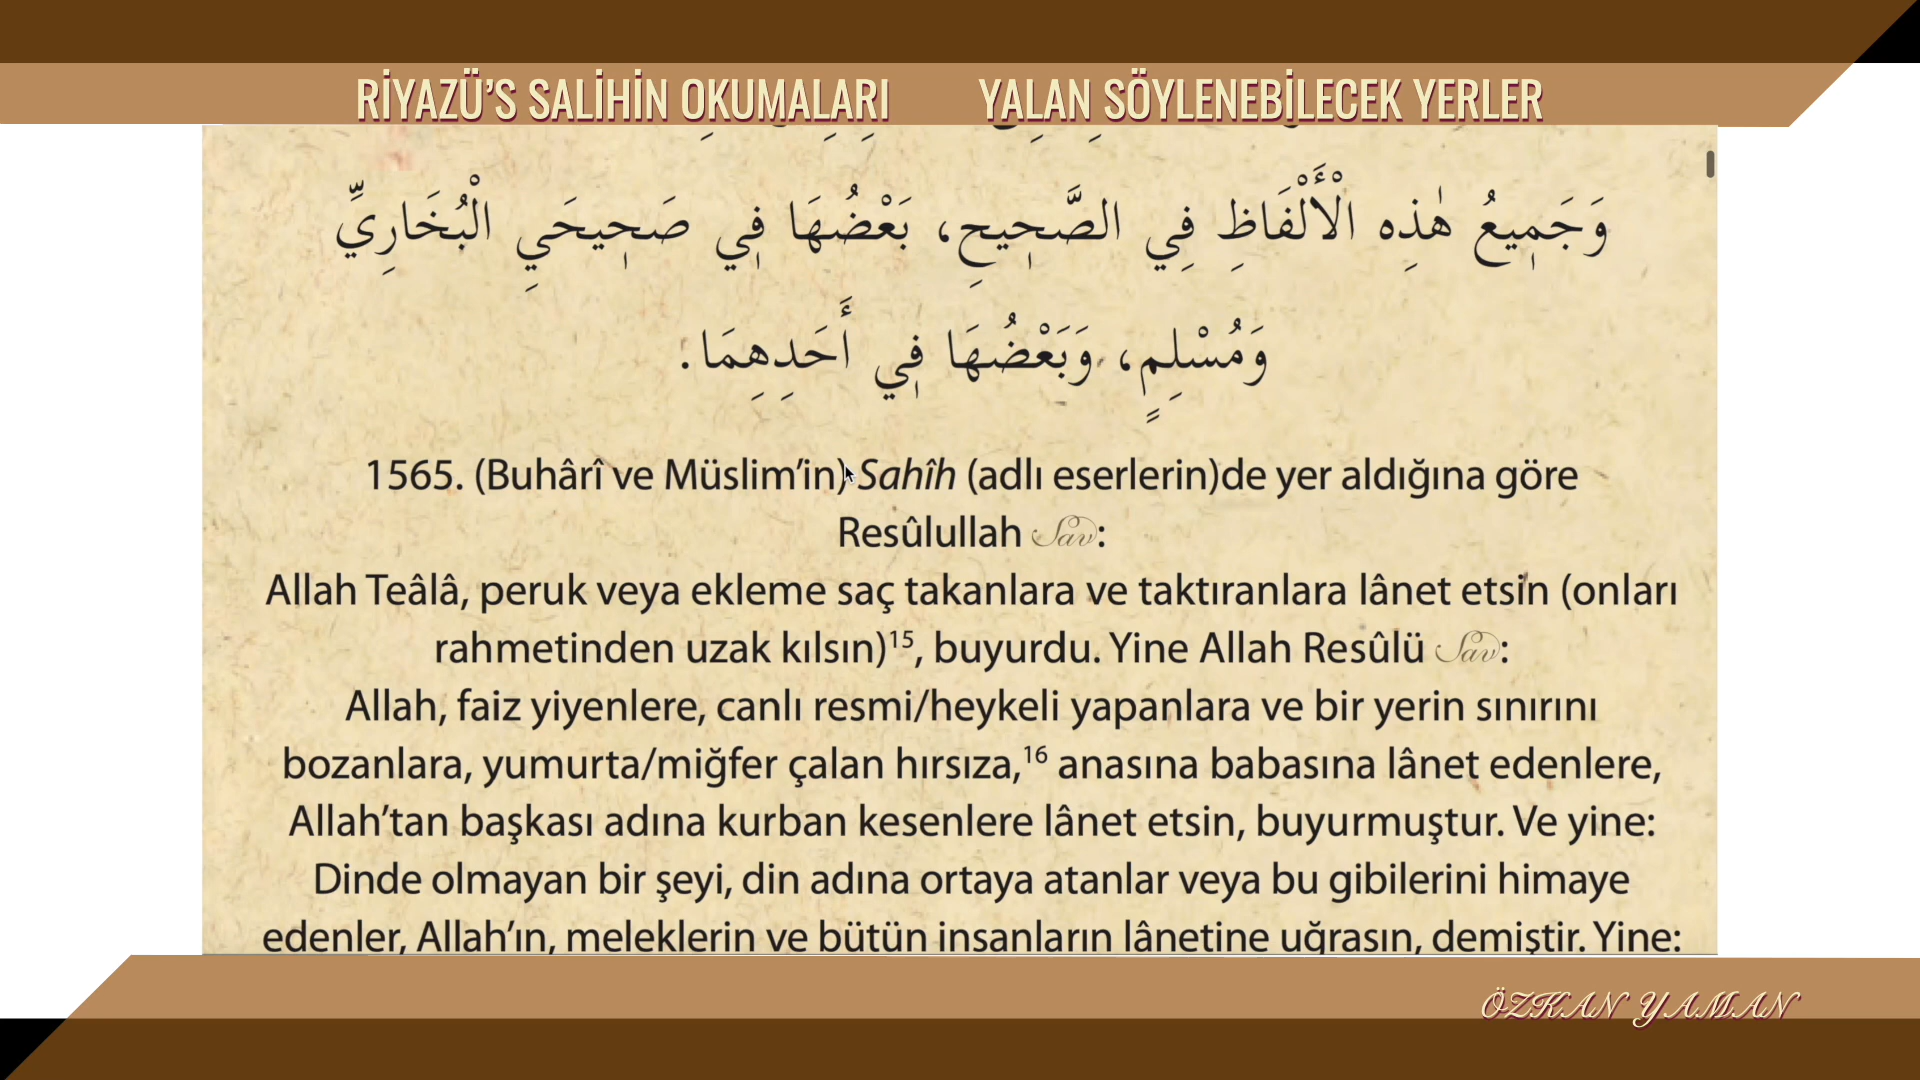 RİYAZÜ’S SALİHİN OKUMALARI YALAN SÖYLENEBİLECEK YERLER
وَجَمِيعُ هٰذِه الْأَلْفَاظِ فِي الصَّحِيحِ، بَعْضُهَا فِي صَحِيحَيِ الْبُخَارِيِّ
وَمُسْلِمٍ، وَبَعْضُهَا فِي أَحَدِهِمَا.
1565. (Buhârî ve Müslim’in) Sahîh (adlı eserlerin)de yer aldığına göre
Resûlullah Sav:
Allah Teâlâ, peruk veya ekleme saç takanlara ve taktıranlara lânet etsin (onları
rahmetinden uzak kılsın)15, buyurdu. Yine Allah Resûlü Sav:
Allah, faiz yiyenlere, canlı resmi/heykeli yapanlara ve bir yerin sınırını
bozanlara, yumurta/miğfer çalan hırsıza,16 anasına babasına lânet edenlere,
Allah’tan başkası adına kurban kesenlere lânet etsin, buyurmuştur. Ve yine:
Dinde olmayan bir şeyi, din adına ortaya atanlar veya bu gibilerini himaye
edenler, Allah’ın, meleklerin ve bütün insanların lânetine uğrasın, demiştir. Yine:
ÖZKAN YAMAN